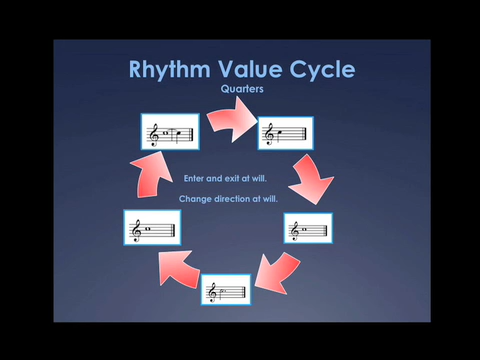 Rhythm Value Cycle
Quarters
Enter and exit at will.
Change direction at will.